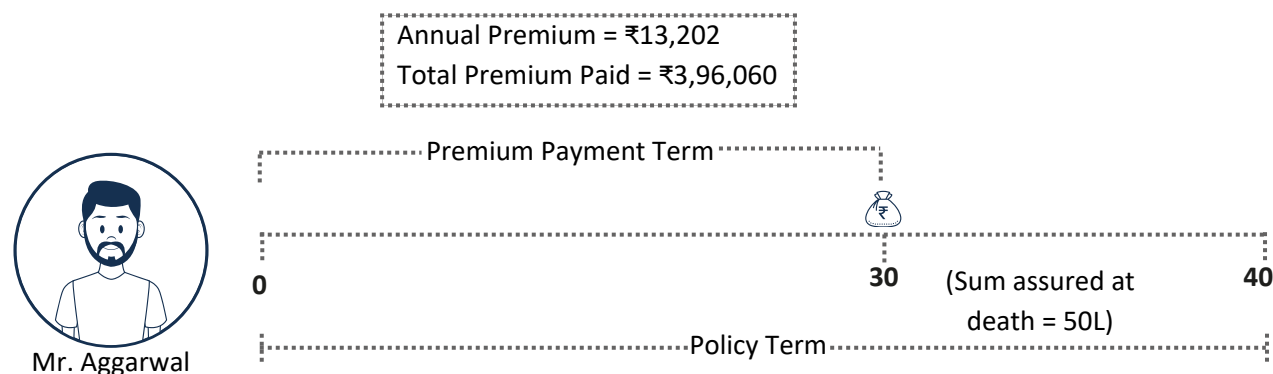 Annual Premium = ₹13,202
Total Premium Paid = ₹3,96,060
Premium Payment Term
₹
0
30
40
(Sum assured at
death = 50L)
Policy Term
Mr. Aggarwal